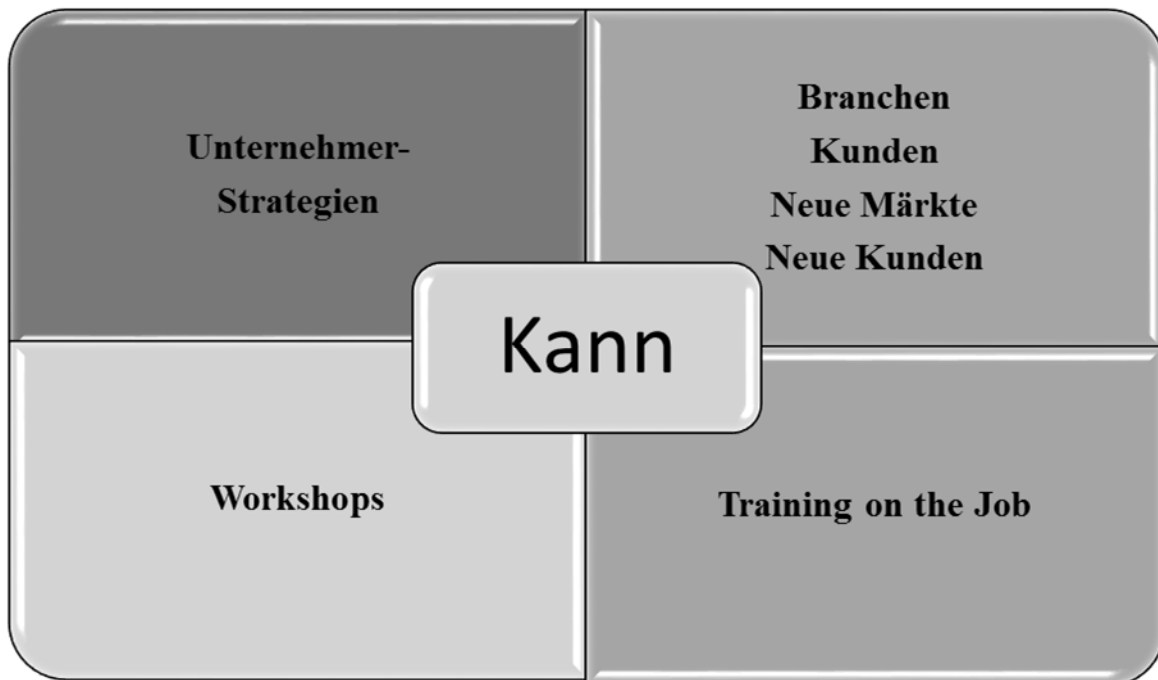 Unternehmer-
Strategien
Branchen
Kunden
Neue Märkte
Neue Kunden
Kann
Workshops
Training on the Job